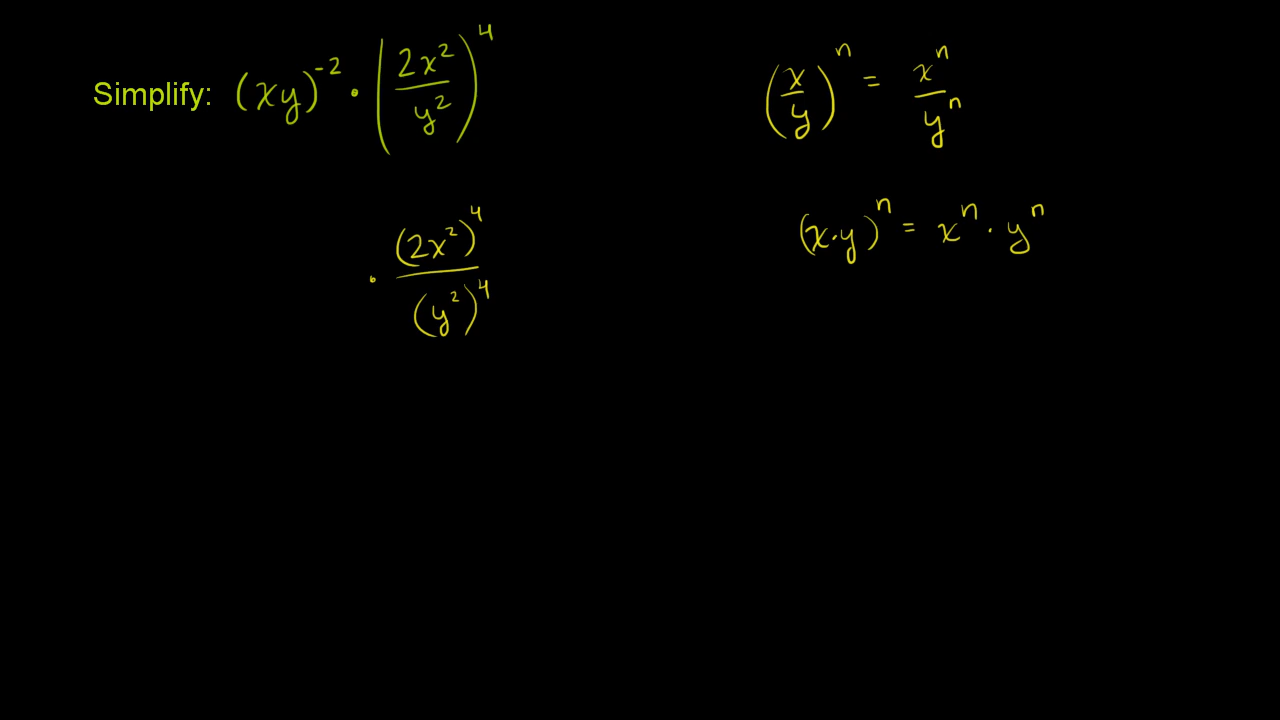 Simplify: (xy)^{-2} · (2x^2 / y^2)^4
(x/y)^n = x^n / y^n
· (2x^2)^4 / (y^2)^4
(x·y)^n = x^n · y^n